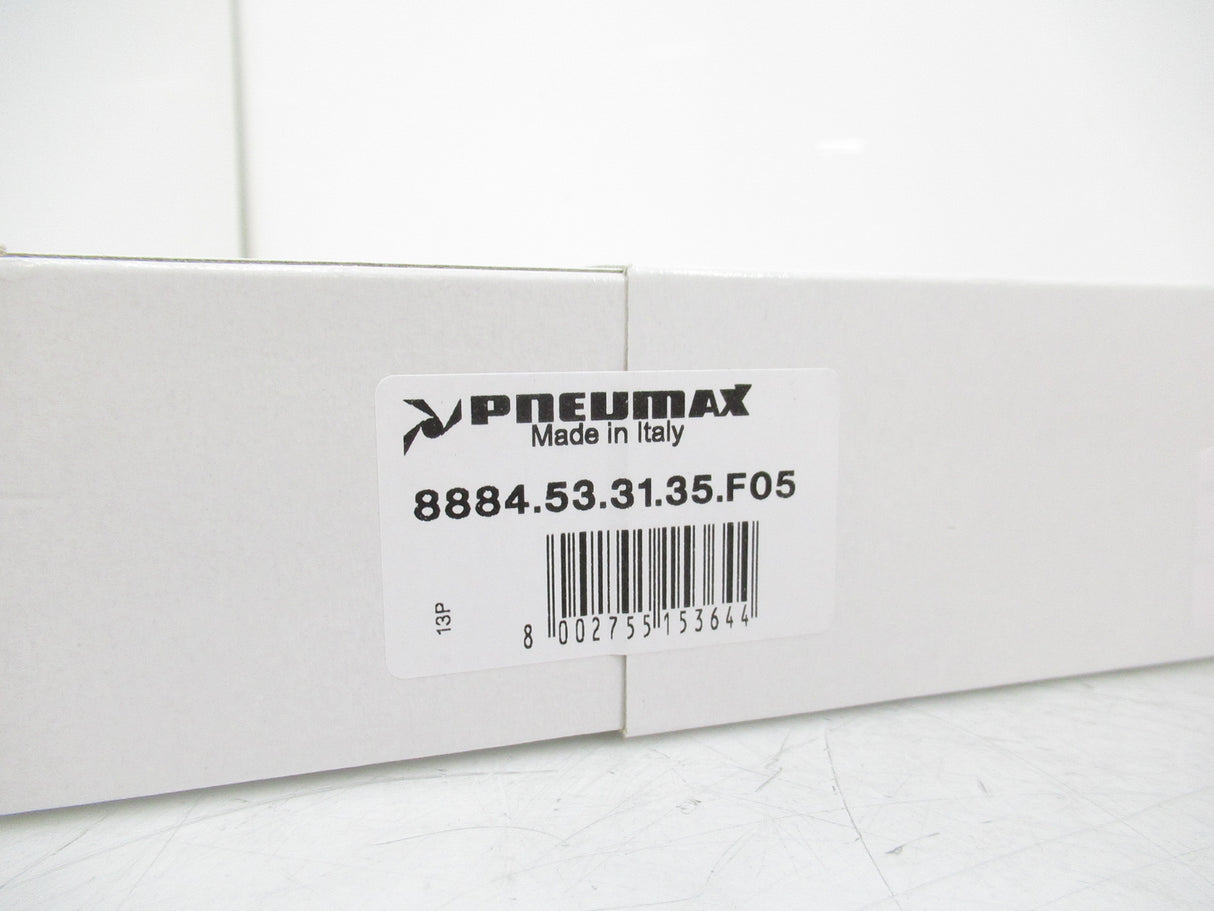 PNEUMAX
Made in Italy
8884.53.31.35.F05
13P
8 002755 153644